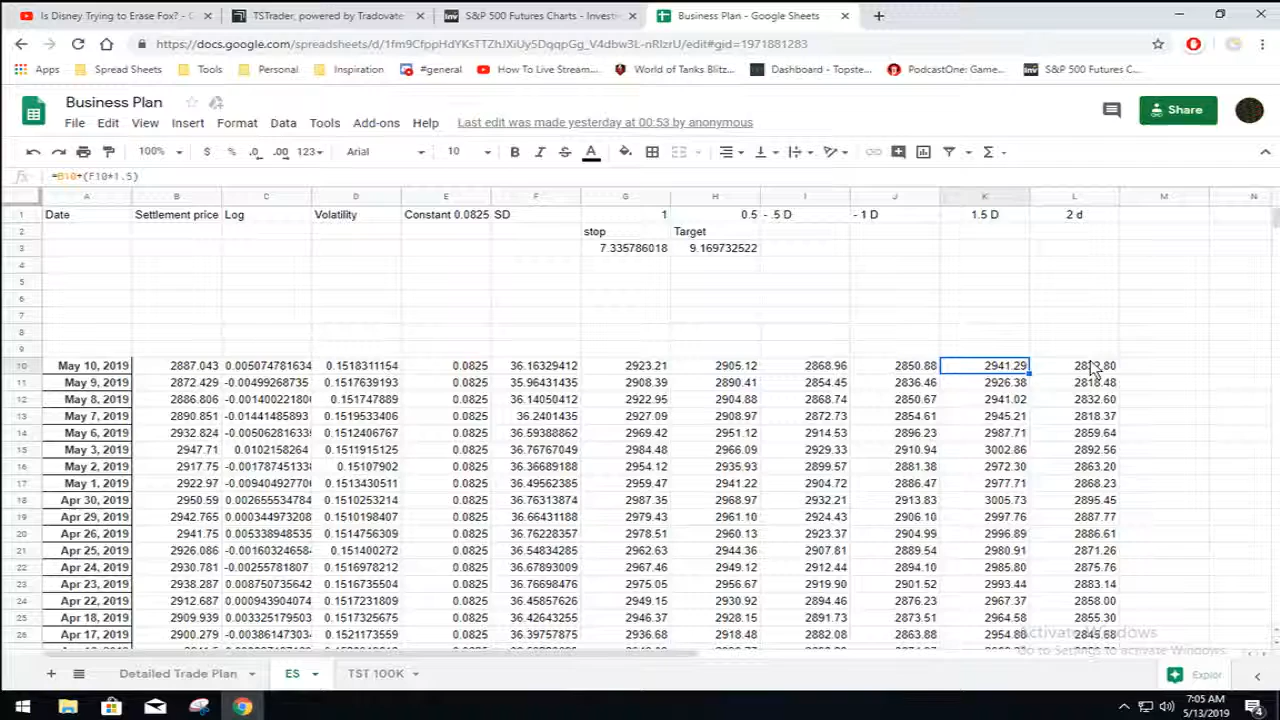 Is Disney Trying to Erase Fox? -
TSTrader, powered by Tradovate
S&P 500 Futures Charts - Invest
Business Plan - Google Sheets
https://docs.google.com/spreadsheets/d/1fm9CfppHdYKsTTZhJXiUy5DqqpGg_V4dbw3L-nRlzrU/edit#gid=1971881283
Apps Spread Sheets Tools Personal Inspiration #general How To Live Stream... World of Tanks Blitz... Dashboard - Topste... PodcastOne: Game... S&P 500 Futures C...
Business Plan
File Edit View Insert Format Data Tools Add-ons Help Last edit was made yesterday at 00:53 by anonymous
Share
100% $ % .0 .00 123 Arial 10 B I S A
fx =B10+(F10*1.5)
A B C D E F G H I J K L M N
1 Date Settlement price Log Volatility Constant 0.0825 SD 1 0.5 - .5 D - 1 D 1.5 D 2 d
2 stop Target
3 7.335786018 9.169732522
4
5
6
7
8
9
10 May 10, 2019 2887.043 0.005074781634 0.1518311154 0.0825 36.16329412 2923.21 2905.12 2868.96 2850.88 2941.29
11 May 9, 2019 2872.429 -0.00499268735 0.1517639193 0.0825 35.96431435 2908.39 2890.41 2854.45 2836.46 2926.38 2818.48
12 May 8, 2019 2886.806 -0.001400221806 0.151747889 0.0825 36.14050412 2922.95 2904.88 2868.74 2850.67 2941.02 2832.60
13 May 7, 2019 2890.851 -0.01441485893 0.1519533406 0.0825 36.2401435 2927.09 2908.97 2872.73 2854.61 2945.21 2818.37
14 May 6, 2019 2932.824 -0.005062816339 0.1512406767 0.0825 36.59388862 2969.42 2951.12 2914.53 2896.23 2987.71 2859.64
15 May 3, 2019 2947.71 0.0102158264 0.1511915125 0.0825 36.76767049 2984.48 2966.09 2929.33 2910.94 3002.86 2892.56
16 May 2, 2019 2917.75 -0.001787451338 0.15107902 0.0825 36.36689188 2954.12 2935.93 2899.57 2881.38 2972.30 2863.20
17 May 1, 2019 2922.97 -0.009404927706 0.1513430511 0.0825 36.49562385 2959.47 2941.22 2904.72 2886.47 2977.71 2868.23
18 Apr 30, 2019 2950.59 0.002655534784 0.1510253214 0.0825 36.76313874 2987.35 2968.97 2932.21 2913.83 3005.73 2895.45
19 Apr 29, 2019 2942.765 0.000344973208 0.1510198407 0.0825 36.66431188 2979.43 2961.10 2924.43 2906.10 2997.76 2887.77
20 Apr 26, 2019 2941.75 0.005338948535 0.1514756309 0.0825 36.76228357 2978.51 2960.13 2923.37 2904.99 2996.89 2886.61
21 Apr 25, 2019 2926.086 -0.00160324658 0.151400272 0.0825 36.54834285 2962.63 2944.36 2907.81 2889.54 2980.91 2871.26
22 Apr 24, 2019 2930.781 -0.00255781807 0.1516978212 0.0825 36.67893009 2967.46 2949.12 2912.44 2894.10 2985.80 2875.76
23 Apr 23, 2019 2938.287 0.008750735642 0.1516735504 0.0825 36.76698476 2975.05 2956.67 2919.90 2901.52 2993.44 2883.14
24 Apr 22, 2019 2912.687 0.000943904074 0.1517231809 0.0825 36.45857626 2949.15 2930.92 2894.46 2876.23 2967.37 2858.00
25 Apr 18, 2019 2909.939 0.003325179503 0.1517325675 0.0825 36.42643255 2946.37 2928.15 2891.73 2873.51 2964.58 2855.30
26 Apr 17, 2019 2900.279 -0.003861473034 0.1521173559 0.0825 36.39757875 2936.68 2918.48 2882.08 2863.88
Activate Windows
Go to Settings to activate Windows.
Detailed Trade Plan ES TST 100K Explor
7:05 AM
5/13/2019
4